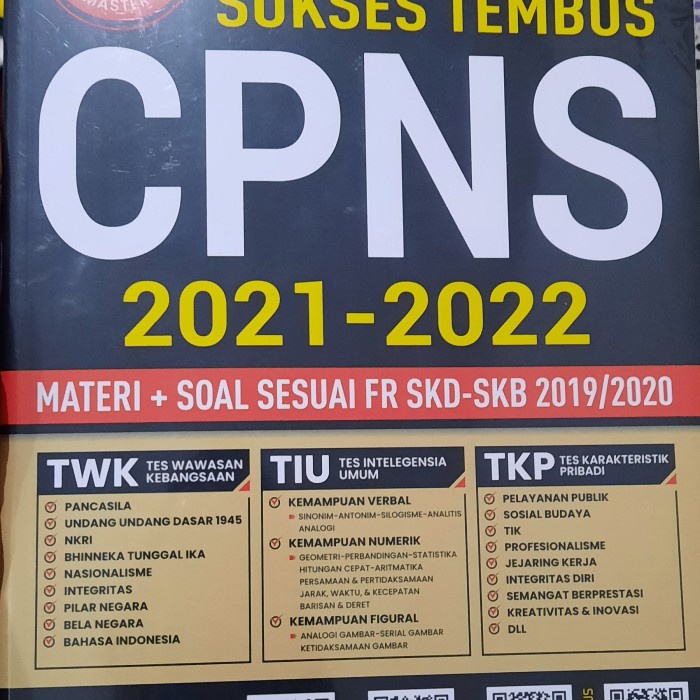 MASTER
SUKSES TEMBUS
CPNS
2021-2022
MATERI + SOAL SESUAI FR SKD-SKB 2019/2020
TWK TES WAWASAN
KEBANGSAAN
PANCASILA
UNDANG UNDANG DASAR 1945
NKRI
BHINNEKA TUNGGAL IKA
NASIONALISME
INTEGRITAS
PILAR NEGARA
BELA NEGARA
BAHASA INDONESIA
TIU TES INTELEGENSIA
UMUM
KEMAMPUAN VERBAL
SINONIM-ANTONIM-SILOGISME-ANALITIS
ANALOGI
KEMAMPUAN NUMERIK
GEOMETRI-PERBANDINGAN-STATISTIKA
HITUNGAN CEPAT-ARITMATIKA
PERSAMAAN & PERTIDAKSAMAAN
JARAK, WAKTU, & KECEPATAN
BARISAN & DERET
KEMAMPUAN FIGURAL
ANALOGI GAMBAR-SERIAL GAMBAR
KETIDAKSAMAAN GAMBAR
TKP TES KARAKTERISTIK
PRIBADI
PELAYANAN PUBLIK
SOSIAL BUDAYA
TIK
PROFESIONALISME
JEJARING KERJA
INTEGRITAS DIRI
SEMANGAT BERPRESTASI
KREATIVITAS & INOVASI
DLL